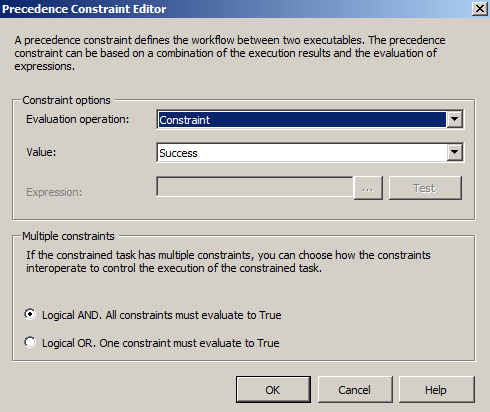 Precedence Constraint Editor
A precedence constraint defines the workflow between two executables. The precedence
constraint can be based on a combination of the execution results and the evaluation of
expressions.
Constraint options
Evaluation operation: Constraint
Value: Success
Expression: ... Test
Multiple constraints
If the constrained task has multiple constraints, you can choose how the constraints
interoperate to control the execution of the constrained task.
Logical AND. All constraints must evaluate to True
Logical OR. One constraint must evaluate to True
OK Cancel Help